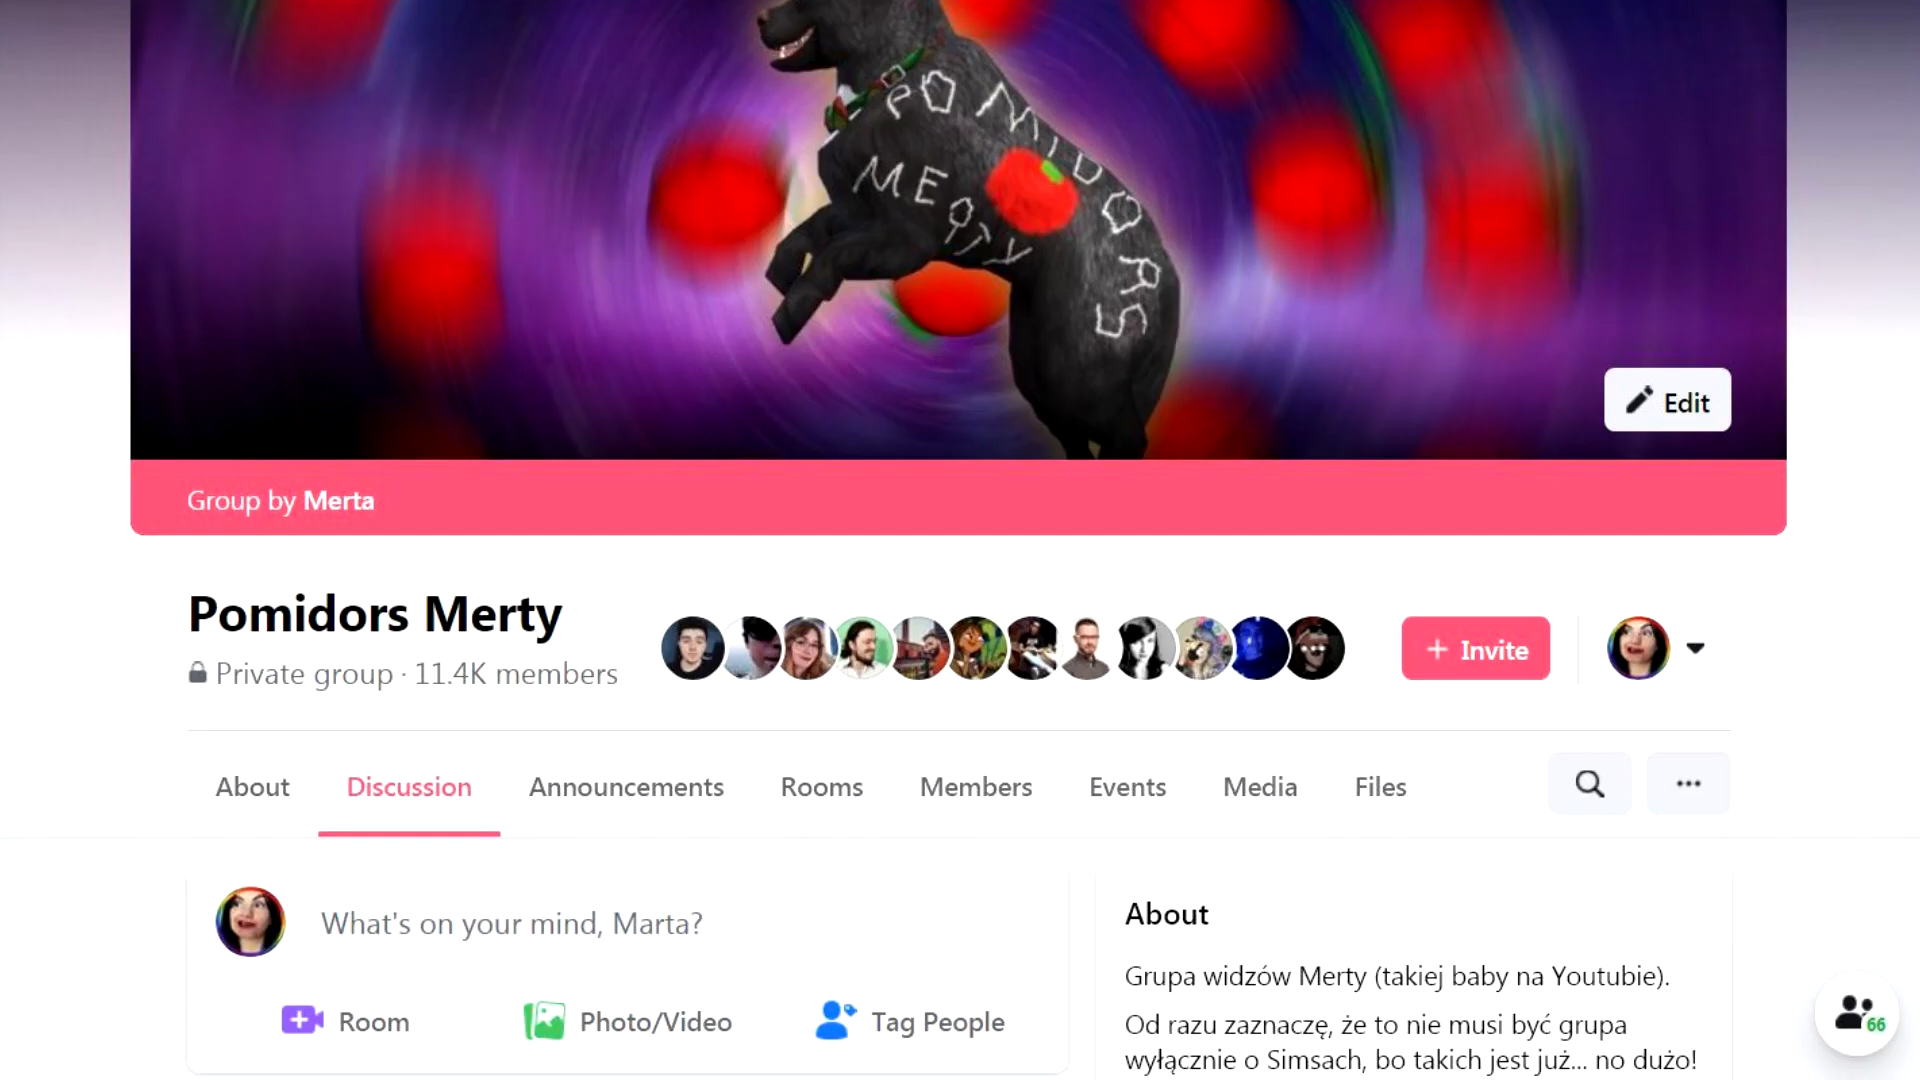 POMIDORS
MERTY
Edit
Group by Merta
Pomidors Merty
Private group · 11.4K members
+ Invite
About
Discussion
Announcements
Rooms
Members
Events
Media
Files
What's on your mind, Marta?
Room
Photo/Video
Tag People
About
Grupa widzów Merty (takiej baby na Youtubie).
Od razu zaznaczę, że to nie musi być grupa
wyłącznie o Simsach, bo takich jest już... no dużo!
66